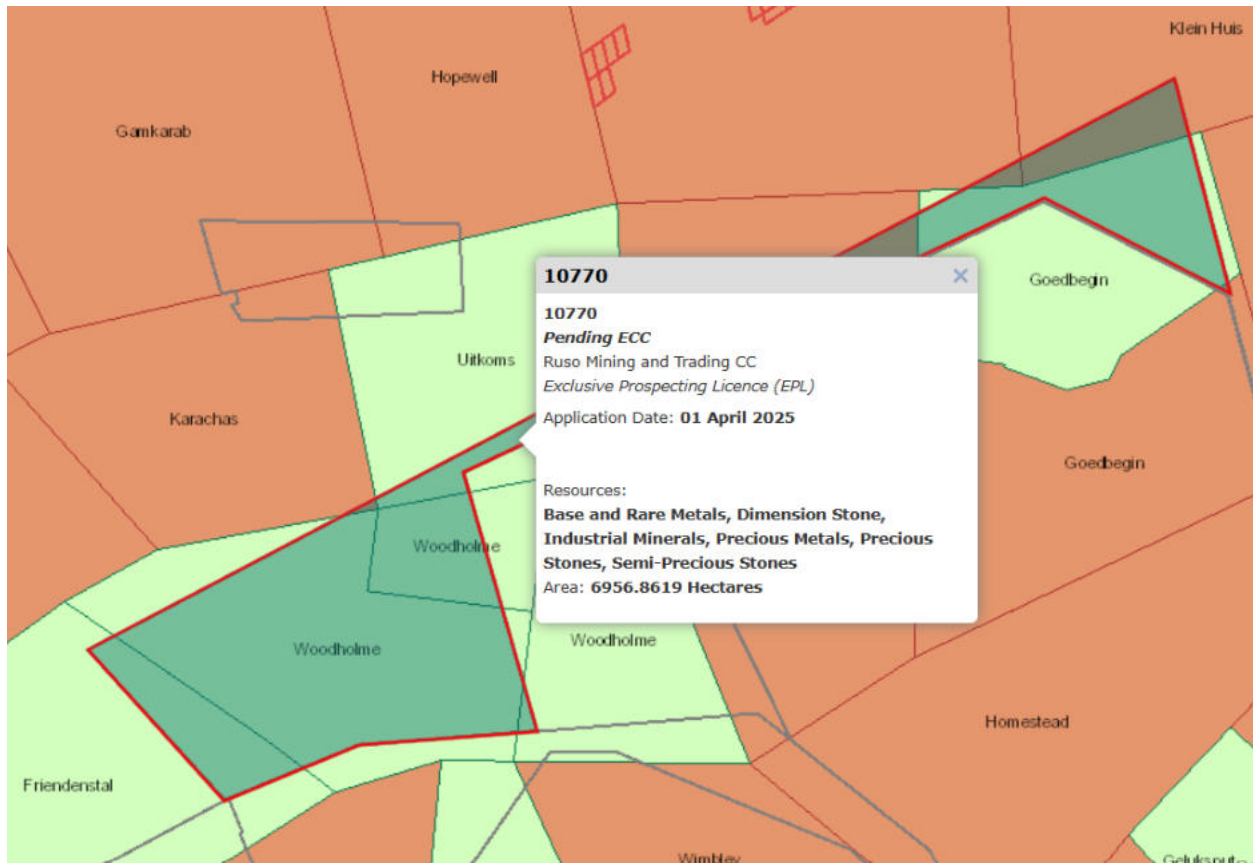 Klein Huis
Hopewell
Gamkarab
10770
Goedbegin
10770
Pending ECC
Ruso Mining and Trading CC
Uitkoms
Exclusive Prospecting Licence (EPL)
Application Date: 01 April 2025
Karachas
Goedbegin
Resources:
Base and Rare Metals, Dimension Stone,
Industrial Minerals, Precious Metals, Precious
Stones, Semi-Precious Stones
Woodholme
Area: 6956.8619 Hectares
Woodholme
Woodholme
Homestead
Friendenstal
Wimbley